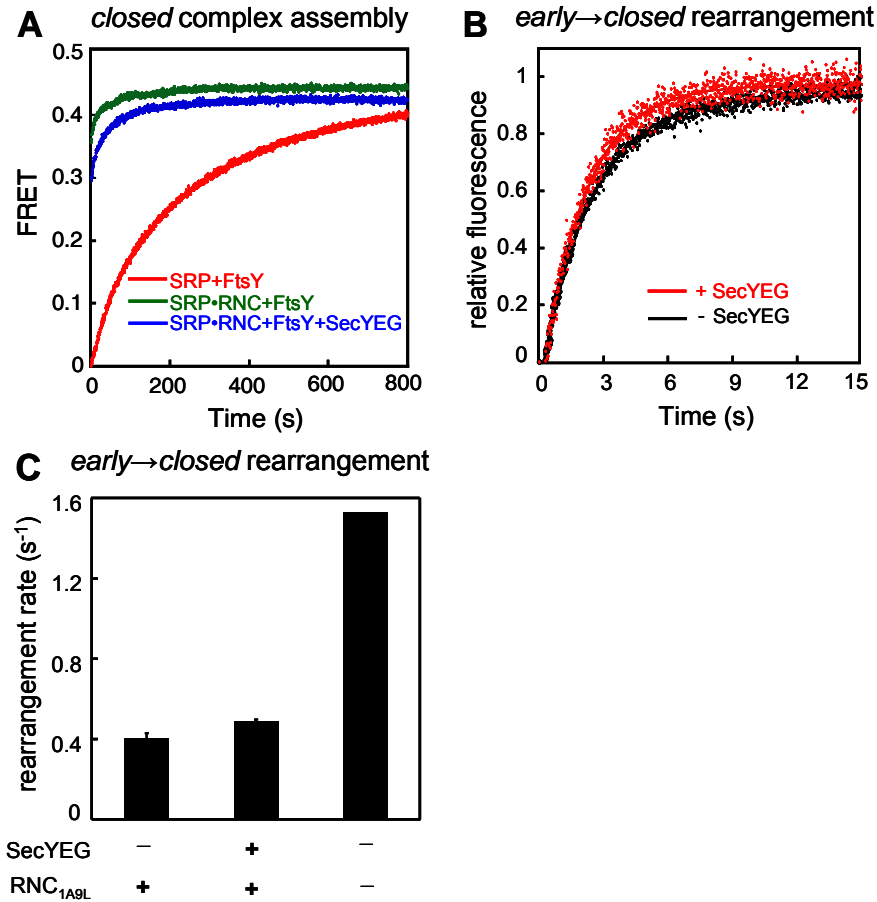 A closed complex assembly
0.5
0.4
0.3
0.2
0.1
0
FRET
SRP+FtsY
SRP•RNC+FtsY
SRP•RNC+FtsY+SecYEG
0 200 400 600 800
Time (s)
B early→closed rearrangement
1
0.8
0.6
0.4
0.2
0
relative fluorescence
+ SecYEG
- SecYEG
0 3 6 9 12 15
Time (s)
C early→closed rearrangement
1.6
1.2
0.8
0.4
0
rearrangement rate (s-1)
SecYEG − + −
RNC1A9L + + −